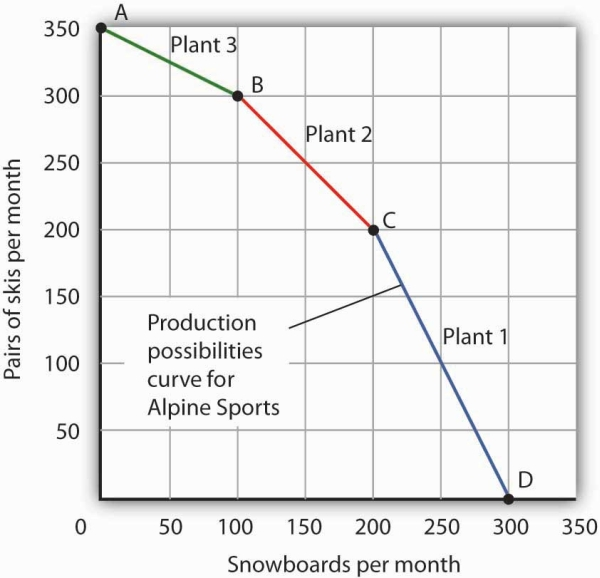 A
350
Plant 3
B
300
Plant 2
250
C
200
150
Production
possibilities
curve for
Alpine Sports
Plant 1
100
50
D
0
50
100
150
200
250
300
350
Pairs of skis per month
Snowboards per month